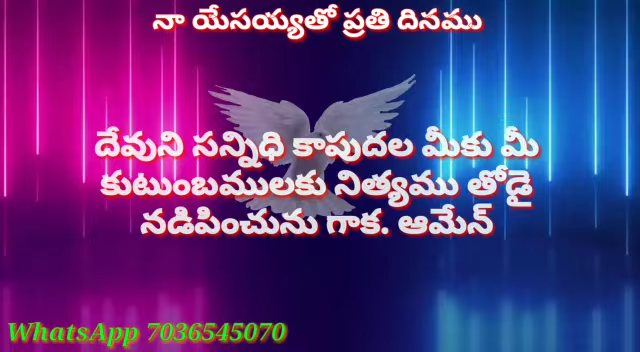 నా యేసయ్యతో ప్రతి దినము
దేవుని సన్నిధి కాపుదల మీకు మీ
కుటుంబములకు నిత్యము తోడై
నడిపించును గాక. ఆమేన్
WhatsApp 7036545070